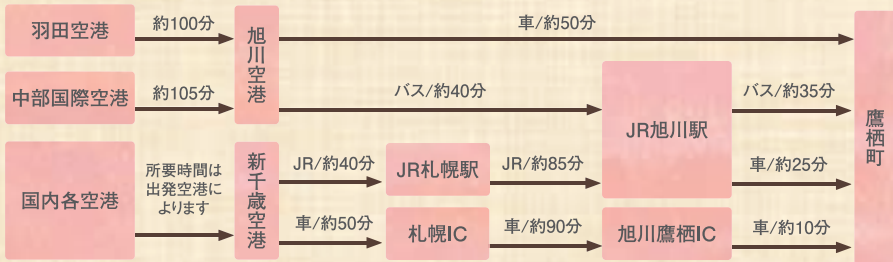 羽田空港
約100分
旭川空港
車/約50分
中部国際空港
約105分
バス/約40分
JR旭川駅
バス/約35分
鷹栖町
国内各空港
所要時間は
出発空港に
よります
新千歳空港
JR/約40分
JR札幌駅
JR/約85分
車/約25分
車/約50分
札幌IC
車/約90分
旭川鷹栖IC
車/約10分